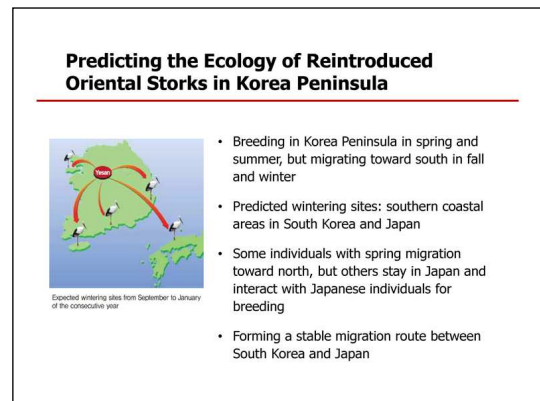 Predicting the Ecology of Reintroduced
Oriental Storks in Korea Peninsula
Yesan
Expected wintering sites from September to January
of the consecutive year
• Breeding in Korea Peninsula in spring and
summer, but migrating toward south in fall
and winter
• Predicted wintering sites: southern coastal
areas in South Korea and Japan
• Some individuals with spring migration
toward north, but others stay in Japan and
interact with Japanese individuals for
breeding
• Forming a stable migration route between
South Korea and Japan